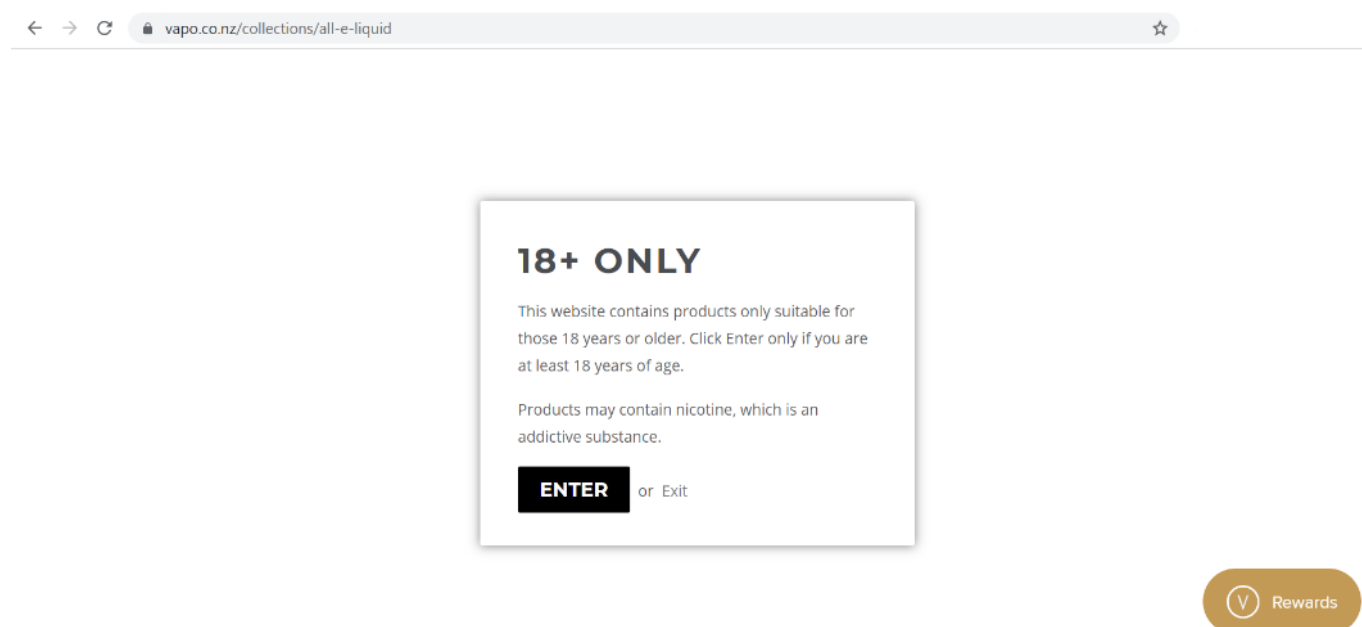 vapo.co.nz/collections/all-e-liquid
18+ ONLY
This website contains products only suitable for
those 18 years or older. Click Enter only if you are
at least 18 years of age.
Products may contain nicotine, which is an
addictive substance.
ENTER or Exit
V Rewards